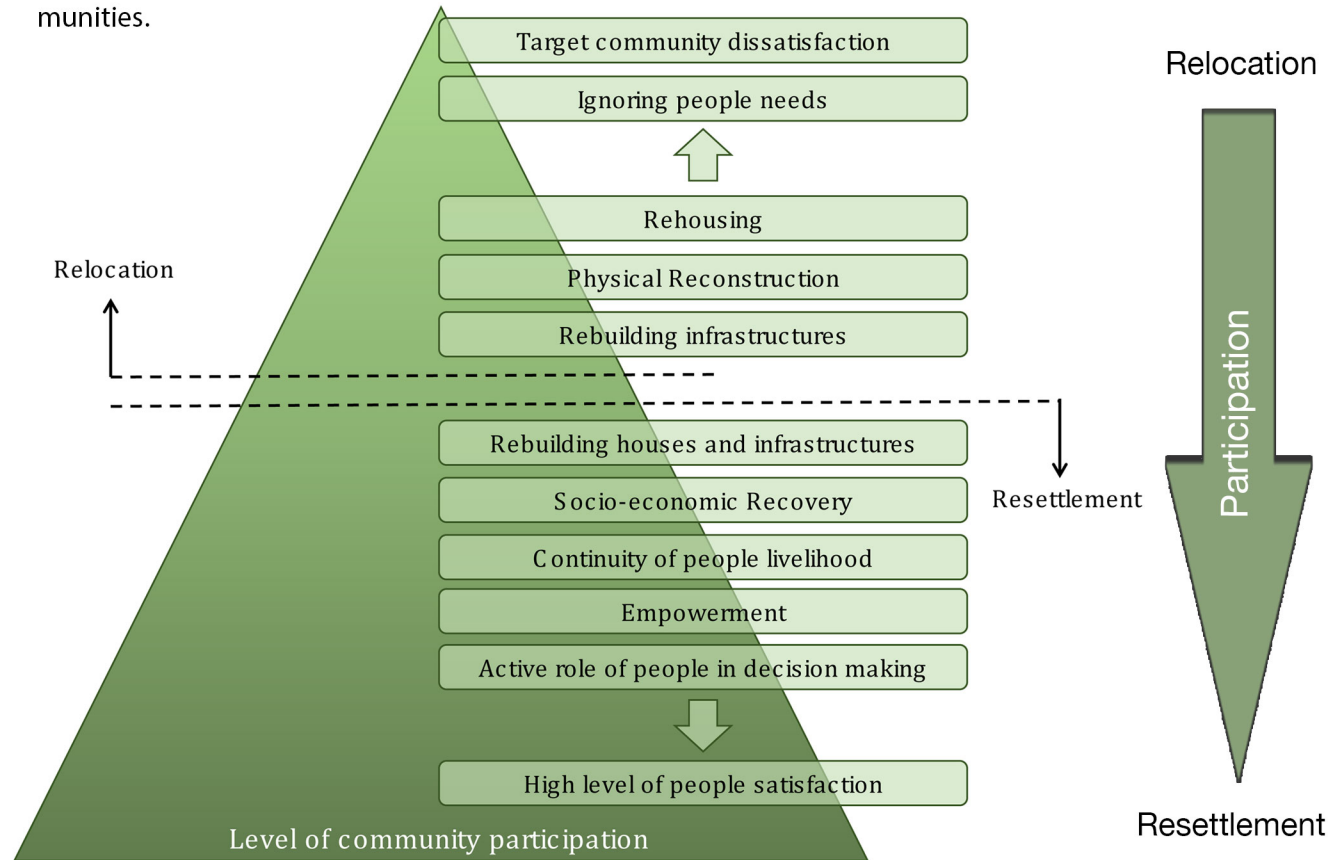 munities.
Target community dissatisfaction
Relocation
Ignoring people needs
Rehousing
Relocation
Physical Reconstruction
Rebuilding infrastructures
Participation
Rebuilding houses and infrastructures
Socio-economic Recovery
Resettlement
Continuity of people livelihood
Empowerment
Active role of people in decision making
High level of people satisfaction
Level of community participation
Resettlement